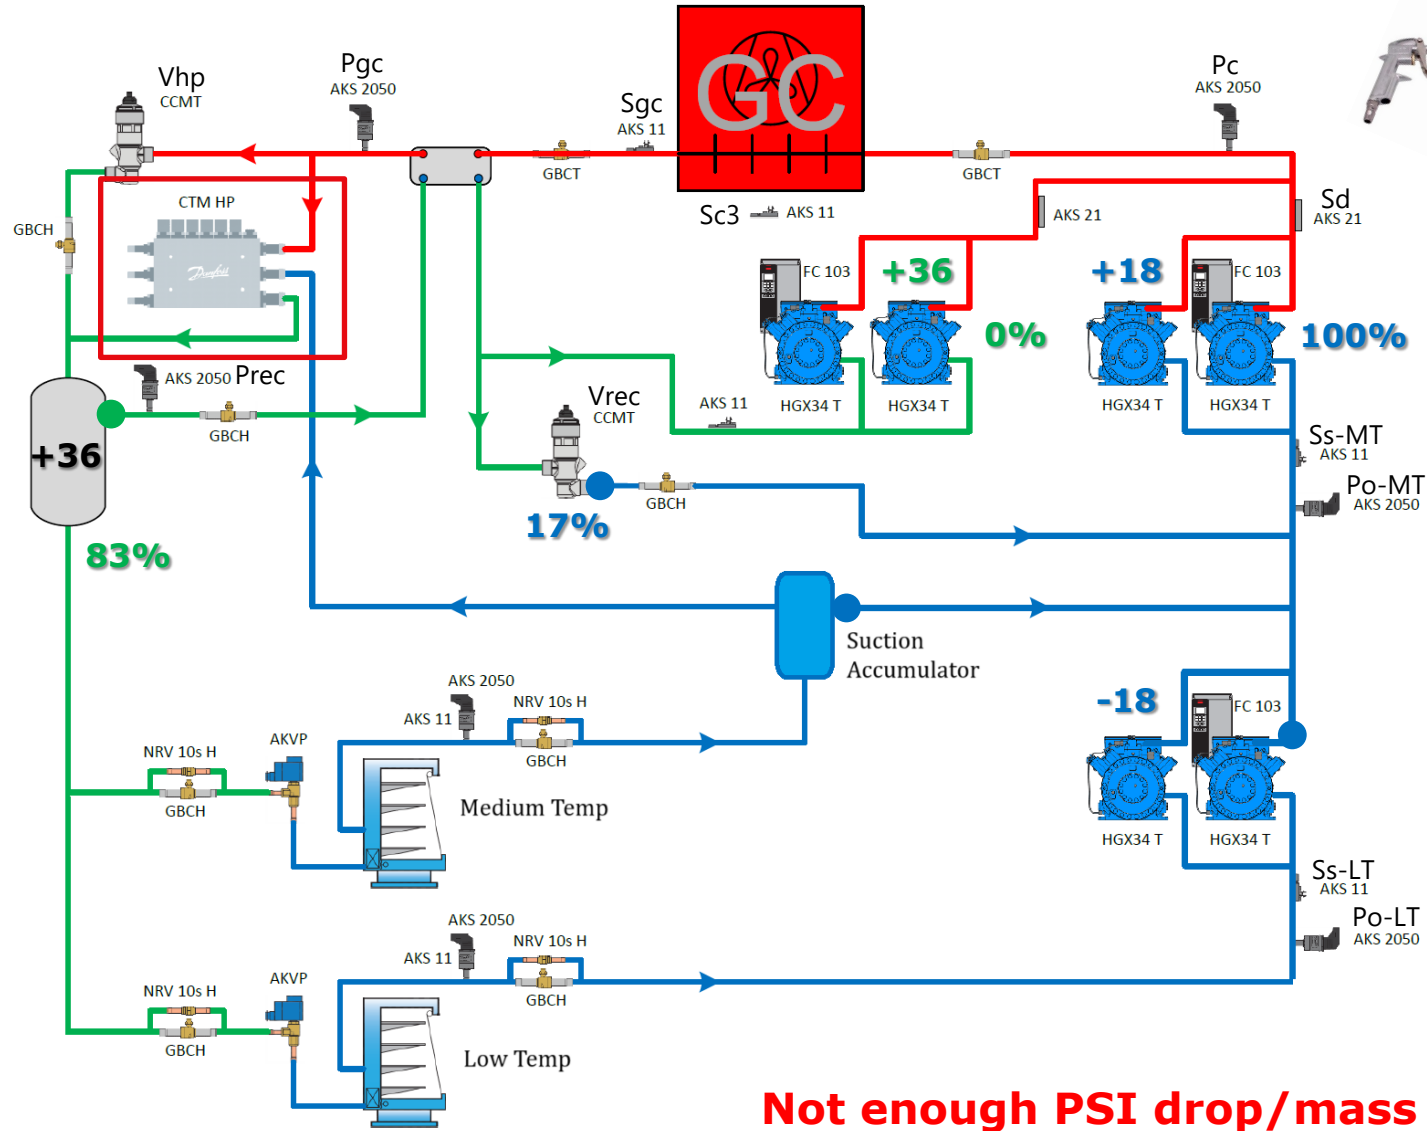 Vhp
CCMT
Pgc
AKS 2050
Sgc
AKS 11
GC
Pc
AKS 2050
GBCT
GBCT
Sc3 AKS 11
AKS 21
Sd
AKS 21
GBCH
CTM HP
Danfoss
FC 103
+36
+18
FC 103
0%
100%
HGX34 T
HGX34 T
HGX34 T
HGX34 T
AKS 2050 Prec
GBCH
Vrec
CCMT
AKS 11
+36
83%
17%
GBCH
Ss-MT
AKS 11
Po-MT
AKS 2050
Suction
Accumulator
-18
FC 103
HGX34 T
HGX34 T
AKS 2050
AKS 11
NRV 10s H
GBCH
NRV 10s H
GBCH
AKVP
Medium Temp
Ss-LT
AKS 11
Po-LT
AKS 2050
AKS 2050
AKS 11
NRV 10s H
GBCH
NRV 10s H
GBCH
AKVP
Low Temp
Not enough PSI drop/mass